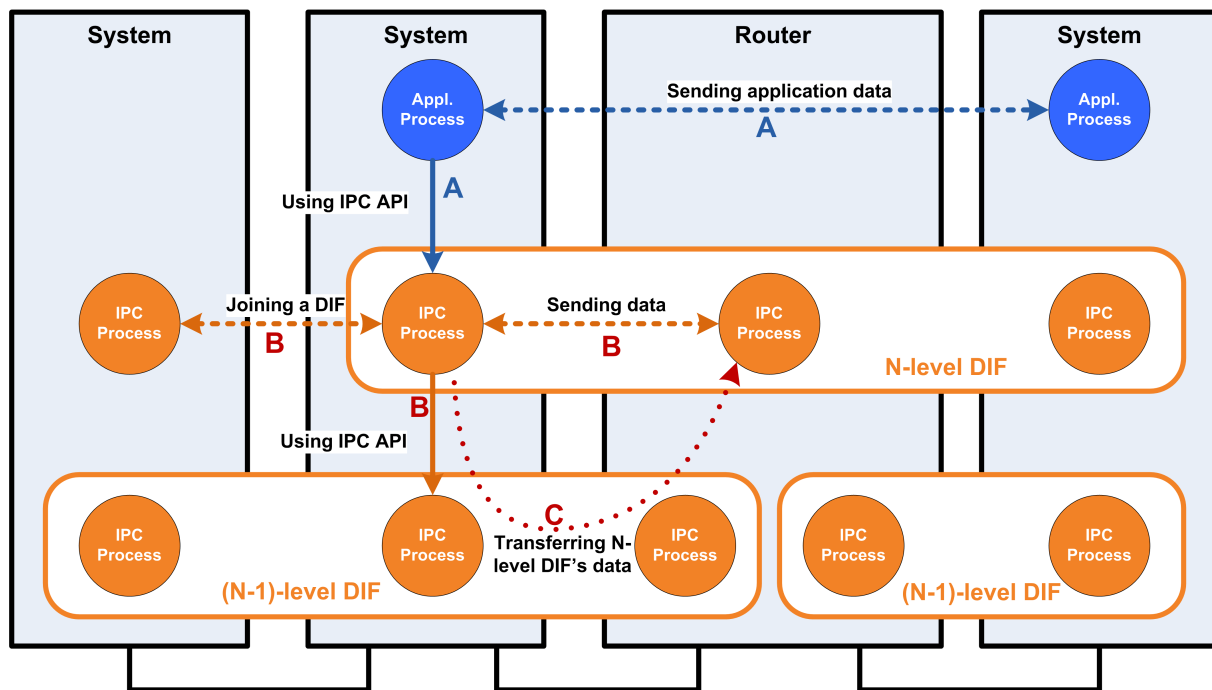 System
System
Router
System
Appl.
Process
Sending application data
A
Appl.
Process
Using IPC API
A
IPC
Process
Joining a DIF
B
IPC
Process
Sending data
B
IPC
Process
IPC
Process
N-level DIF
B
Using IPC API
IPC
Process
IPC
Process
C
Transferring N-
level DIF's data
IPC
Process
IPC
Process
IPC
Process
(N-1)-level DIF
(N-1)-level DIF